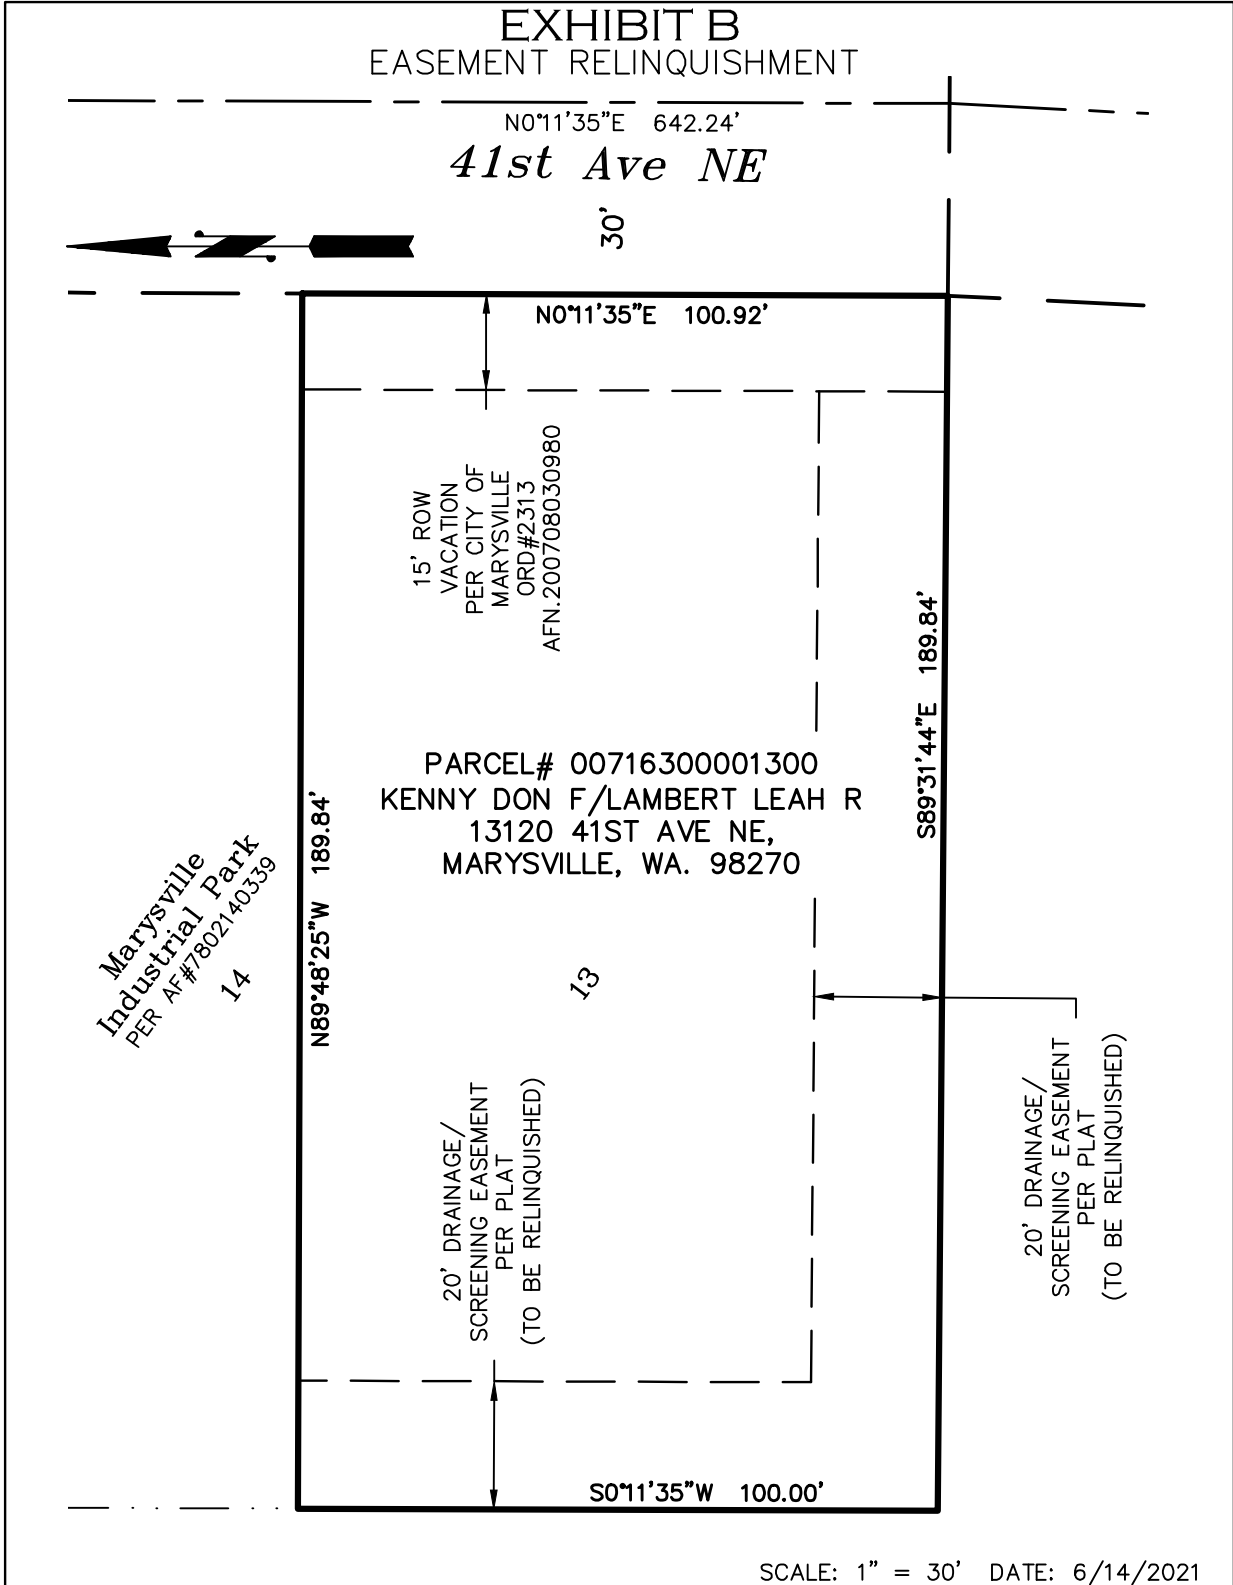 EXHIBIT B
EASEMENT RELINQUISHMENT
N0°11'35"E 642.24'
41st Ave NE
30'
N0°11'35"E 100.92'
15' ROW
VACATION
PER CITY OF
MARYSVILLE
ORD#2313
AFN.200708030980
S89°31'44"E 189.84'
PARCEL# 00716300001300
KENNY DON F/LAMBERT LEAH R
13120 41ST AVE NE,
MARYSVILLE, WA. 98270
N89°48'25"W 189.84'
Marysville
Industrial Park
PER AF#7802140339
14
13
20' DRAINAGE/
SCREENING EASEMENT
PER PLAT
(TO BE RELINQUISHED)
20' DRAINAGE/
SCREENING EASEMENT
PER PLAT
(TO BE RELINQUISHED)
S0°11'35"W 100.00'
SCALE: 1" = 30' DATE: 6/14/2021